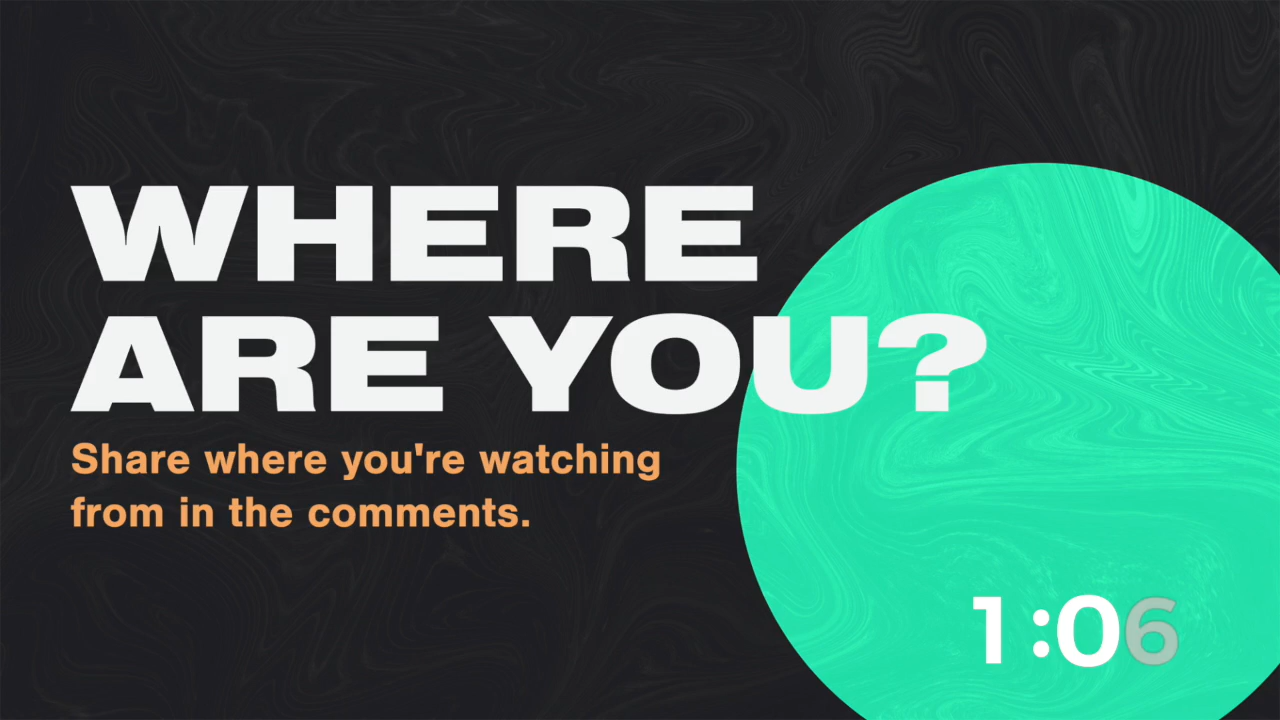 WHERE
ARE YOU?
Share where you're watching
from in the comments.
1:06